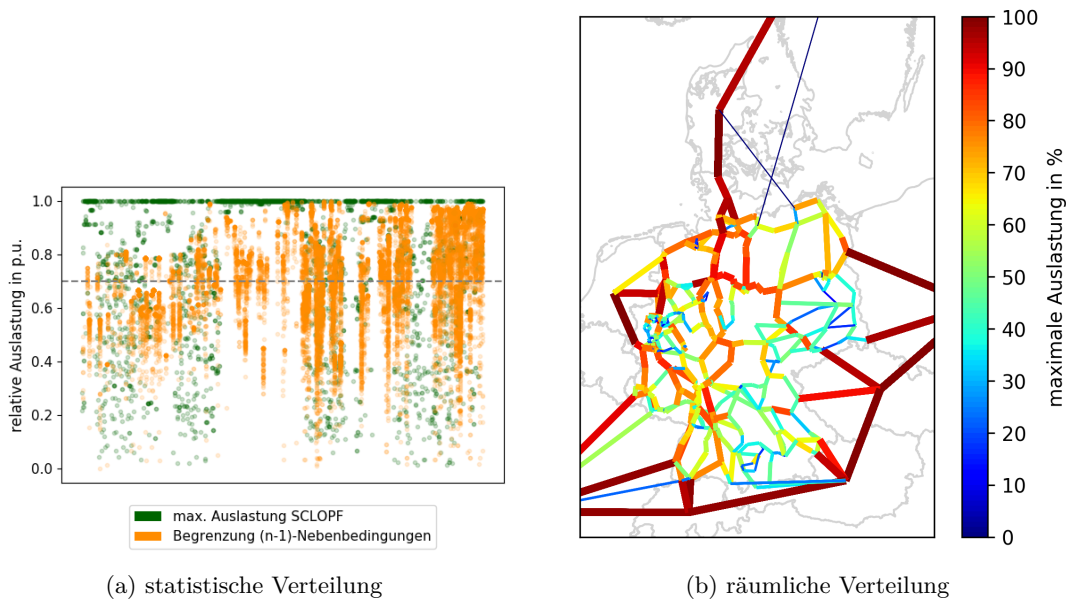 relative Auslastung in p.u.
1.0
0.8
0.6
0.4
0.2
0.0
max. Auslastung SCLOPF
Begrenzung (n-1)-Nebenbedingungen
(a) statistische Verteilung
100
90
80
70
60
50
40
30
20
10
0
maximale Auslastung in %
(b) räumliche Verteilung